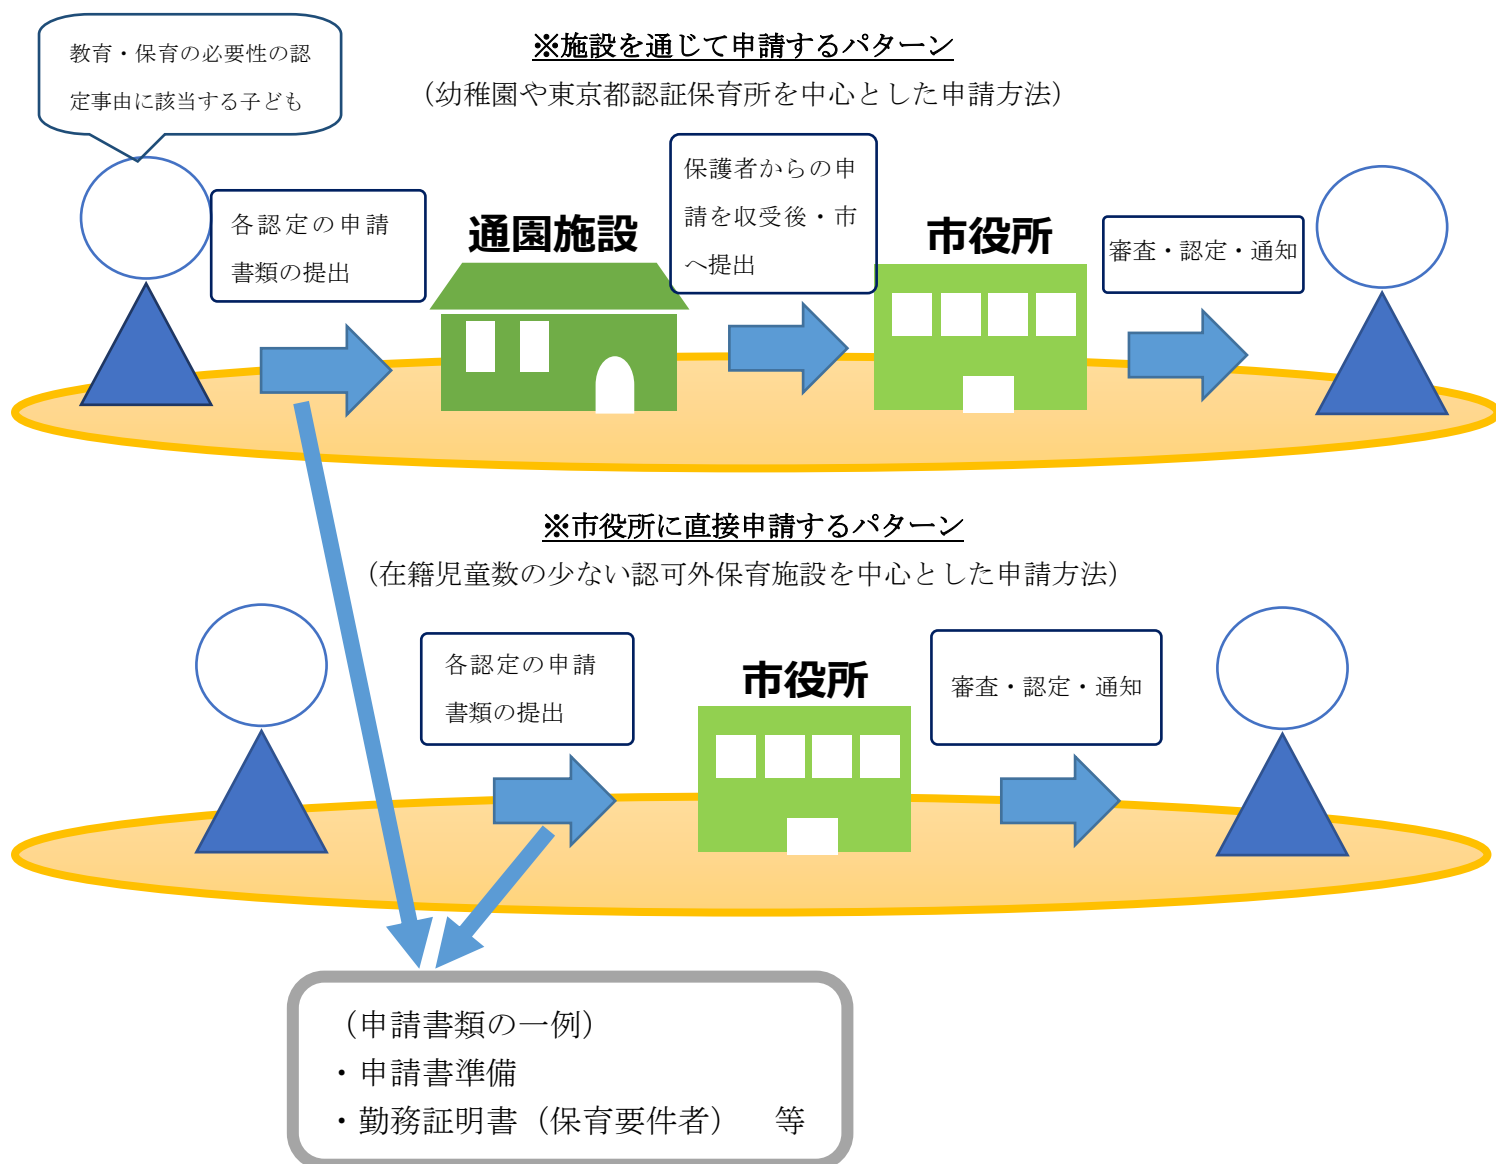 教育・保育の必要性の認
定事由に該当する子ども
※施設を通じて申請するパターン
（幼稚園や東京都認証保育所を中心とした申請方法）
各認定の申請
書類の提出
通園施設
保護者からの申
請を収受後・市
へ提出
市役所
審査・認定・通知
※市役所に直接申請するパターン
（在籍児童数の少ない認可外保育施設を中心とした申請方法）
各認定の申請
書類の提出
市役所
審査・認定・通知
（申請書類の一例）
・申請書準備
・勤務証明書（保育要件者）　等